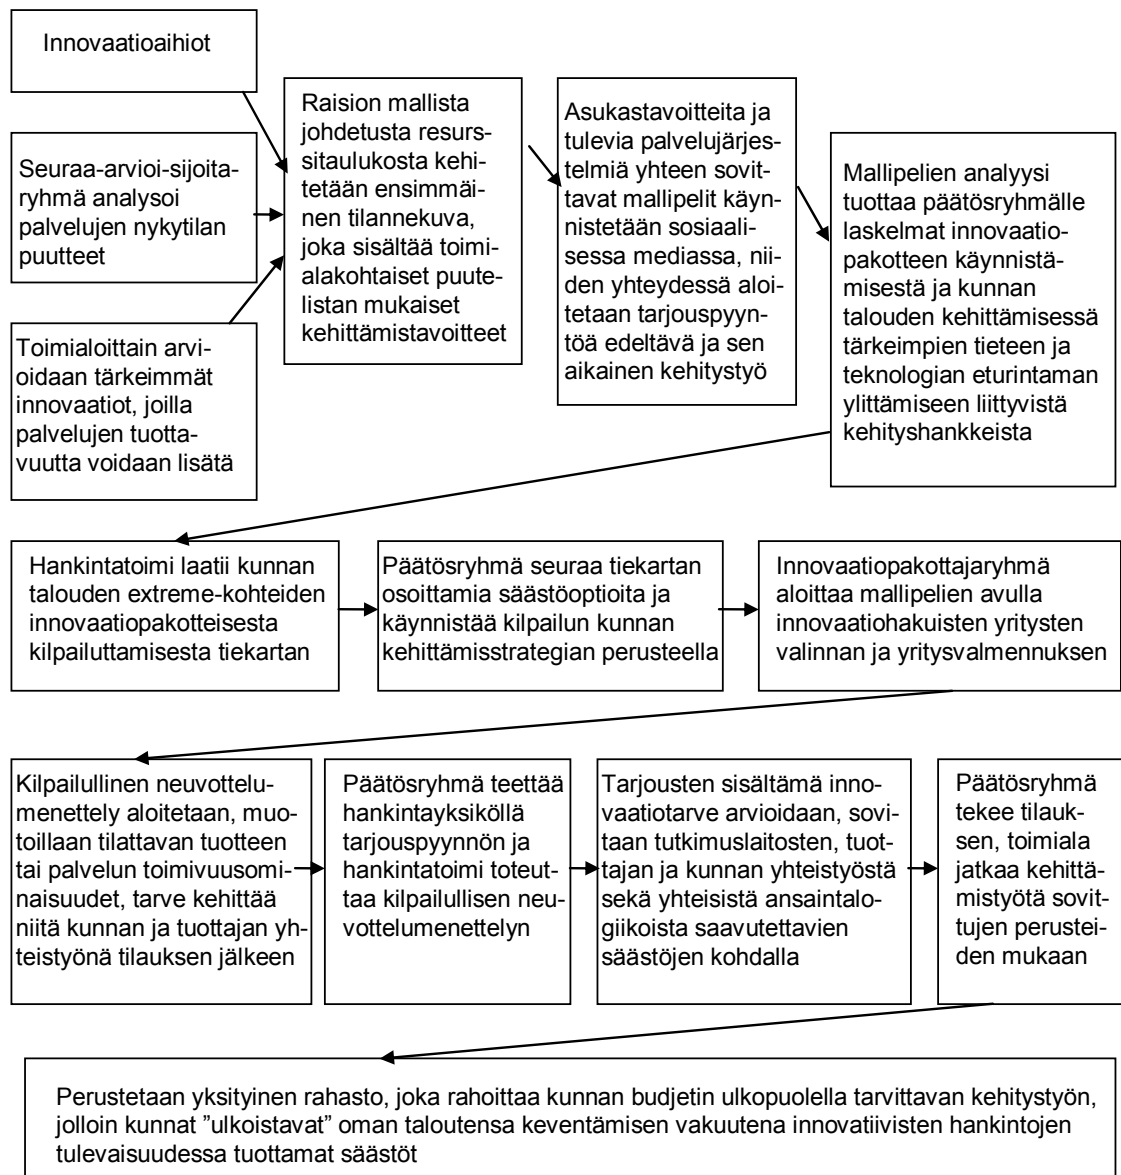 Innovaatioaihiot
Seuraa-arvioi-sijoita-
ryhmä analysoi
palvelujen nykytilan
puutteet
Toimialoittain arvi-
oidaan tärkeimmät
innovaatiot, joilla
palvelujen tuotta-
vuutta voidaan lisätä
Raision mallista
johdetusta resurs-
sitaulukosta kehi-
tetään ensimmäi-
nen tilannekuva,
joka sisältää toimi-
alakohtaiset puute-
listan mukaiset
kehittämistavoitteet
Asukastavoitteita ja
tulevia palvelujärjes-
telmiä yhteen sovit-
tavat mallipelit käyn-
nistetään sosiaali-
sessa mediassa, nii-
den yhteydessä aloi-
tetaan tarjouspyyn-
töä edeltävä ja sen
aikainen kehitystyö
Mallipelien analyysi
tuottaa päätösryhmälle
laskelmat innovaatio-
pakotteen käynnistä-
misestä ja kunnan
talouden kehittämisessä
tärkeimpien tieteen ja
teknologian eturintaman
ylittämiseen liittyvistä
kehityshankkeista
Hankintatoimi laatii kunnan
talouden extreme-kohteiden
innovaatiopakotteisesta
kilpailuttamisesta tiekartan
Päätösryhmä seuraa tiekartan
osoittamia säästöoptioita ja
käynnistää kilpailun kunnan
kehittämisstrategian perusteella
Innovaatiopakottajaryhmä
aloittaa mallipelien avulla
innovaatiohakuisten yritysten
valinnan ja yritysvalmennuksen
Kilpailullinen neuvottelu-
menettely aloitetaan, muo-
toillaan tilattavan tuotteen
tai palvelun toimivuusomi-
naisuudet, tarve kehittää
niitä kunnan ja tuottajan yh-
teistyönä tilauksen jälkeen
Päätösryhmä teettää
hankintayksiköllä
tarjouspyynnön ja
hankintatoimi toteut-
taa kilpailullisen neu-
vottelumenettelyn
Tarjousten sisältämä inno-
vaatiotarve arvioidaan, sovi-
taan tutkimuslaitosten, tuot-
tajan ja kunnan yhteistyöstä
sekä yhteisistä ansaintalo-
giikoista saavutettavien
säästöjen kohdalla
Päätösryhmä
tekee tilauk-
sen, toimiala
jatkaa kehittä-
mistyötä sovit-
tujen perustei-
den mukaan
Perustetaan yksityinen rahasto, joka rahoittaa kunnan budjetin ulkopuolella tarvittavan kehitystyön,
jolloin kunnat "ulkoistavat” oman taloutensa keventämisen vakuutena innovatiivisten hankintojen
tulevaisuudessa tuottamat säästöt